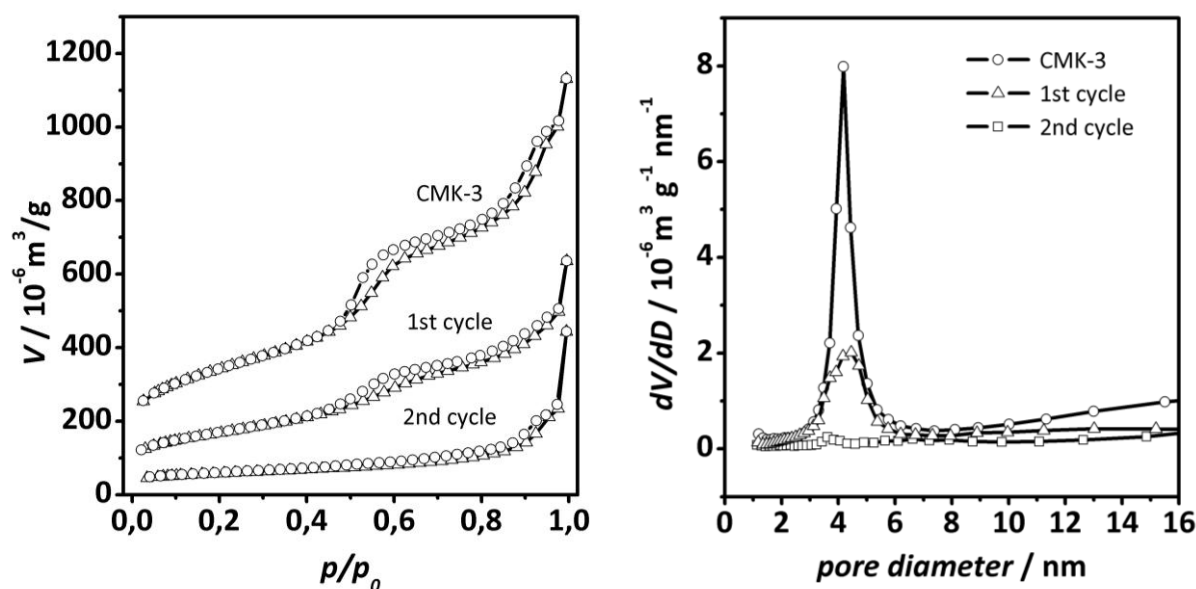 V / 10⁻⁶ m³/g
1200
1000
800
600
400
200
0
CMK-3
1st cycle
2nd cycle
0,0
0,2
0,4
0,6
0,8
1,0
p/p₀
dV/dD / 10⁻⁶ m³ g⁻¹ nm⁻¹
8
6
4
2
0
CMK-3
1st cycle
2nd cycle
0
2
4
6
8
10
12
14
16
pore diameter / nm